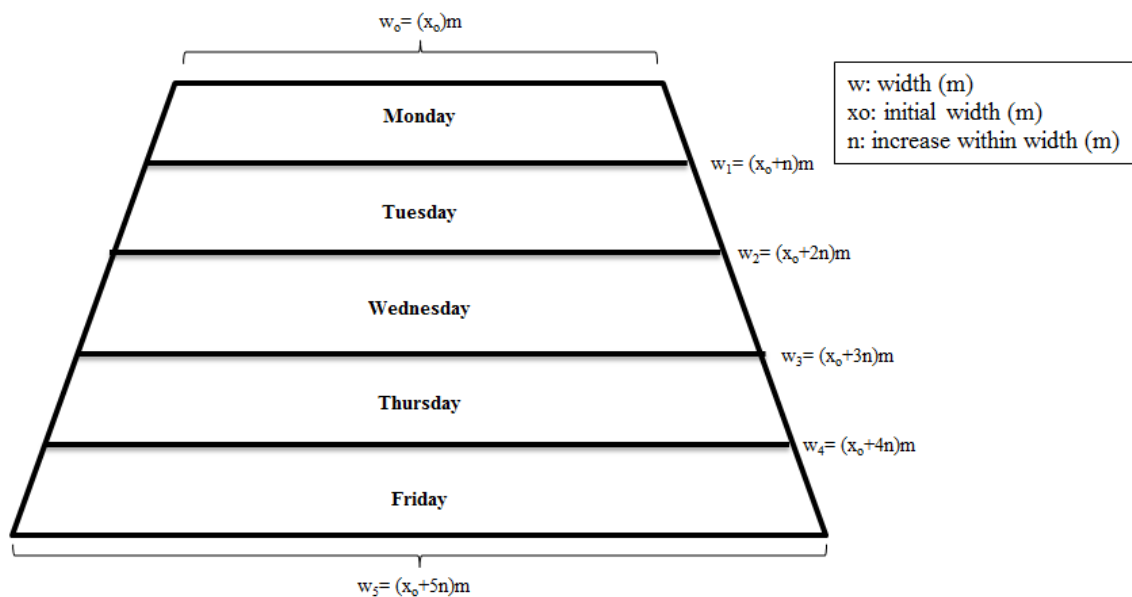 wₒ= (xₒ)m
w: width (m)
xo: initial width (m)
n: increase within width (m)
Monday
w₁= (xₒ+n)m
Tuesday
w₂= (xₒ+2n)m
Wednesday
w₃= (xₒ+3n)m
Thursday
w₄= (xₒ+4n)m
Friday
w₅= (xₒ+5n)m